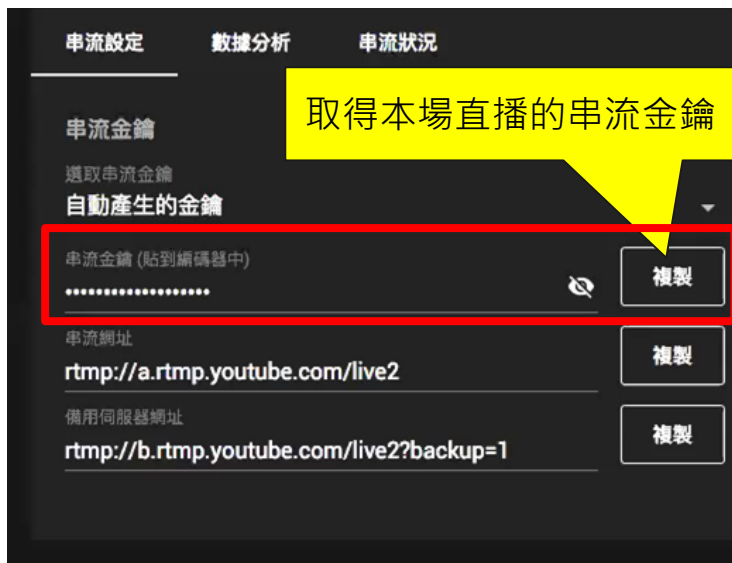 串流設定 數據分析 串流狀況
取得本場直播的串流金鑰
串流金鑰
選取串流金鑰
自動產生的金鑰
串流金鑰 (貼到編碼器中)
•••••••••••••••••••
複製
串流網址
rtmp://a.rtmp.youtube.com/live2
複製
備用伺服器網址
rtmp://b.rtmp.youtube.com/live2?backup=1
複製